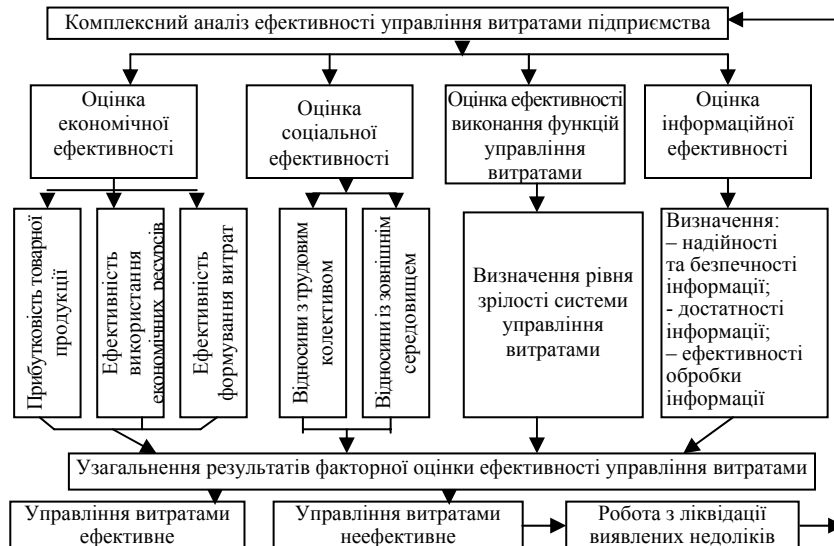 Комплексний аналіз ефективності управління витратами підприємства
Оцінка
економічної
ефективності
Оцінка
соціальної
ефективності
Оцінка ефективності
виконання функцій
управління
витратами
Оцінка
інформаційної
ефективності
Прибутковість товарної
продукції
Ефективність
використання
економічних ресурсів
Ефективність
формування витрат
Відносини з трудовим
колективом
Відносини із зовнішнім
середовищем
Визначення рівня
зрілості системи
управління
витратами
Визначення:
– надійності
та безпечності
інформації;
- достатності
інформації;
– ефективності
обробки
інформації
Узагальнення результатів факторної оцінки ефективності управління витратами
Управління витратами
ефективне
Управління витратами
неефективне
Робота з ліквідації
виявлених недоліків